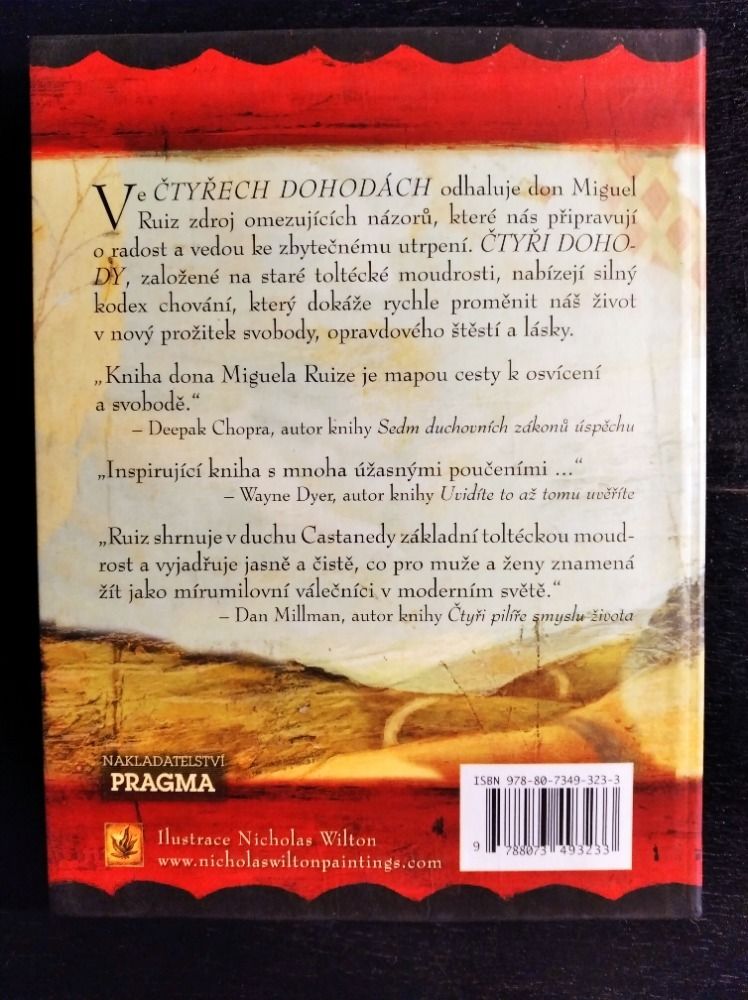 Ve ČTYŘECH DOHODÁCH odhaluje don Miguel
Ruiz zdroj omezujících názorů, které nás připravují
o radost a vedou ke zbytečnému utrpení. ČTYŘI DOHO-
DY, založené na staré toltécké moudrosti, nabízejí silný
kodex chování, který dokáže rychle proměnit náš život
v nový prožitek svobody, opravdového štěstí a lásky.
„Kniha dona Miguela Ruize je mapou cesty k osvícení
a svobodě.“
– Deepak Chopra, autor knihy Sedm duchovních zákonů úspěchu
„Inspirující kniha s mnoha úžasnými poučeními ...“
– Wayne Dyer, autor knihy Uvidíte to až tomu uvěříte
„Ruiz shrnuje v duchu Castanedy základní toltéckou moud-
rost a vyjadřuje jasně a čistě, co pro muže a ženy znamená
žít jako mírumilovní válečníci v moderním světě.“
– Dan Millman, autor knihy Čtyři pilíře smyslu života
NAKLADATELSTVÍ
PRAGMA
ISBN 978-80-7349-323-3
9 788073 493233
Ilustrace Nicholas Wilton
www.nicholaswiltonpaintings.com